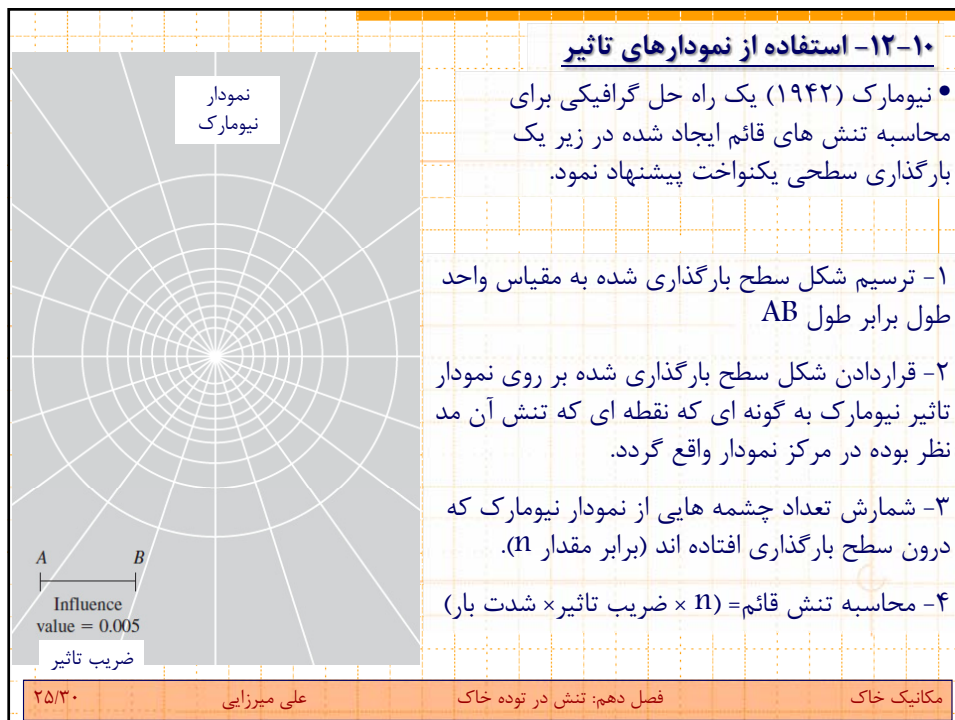 ۱۰-۱۲- استفاده از نمودارهای تاثیر
• نیومارک (۱۹۴۲) یک راه حل گرافیکی برای
محاسبه تنش های قائم ایجاد شده در زیر یک
بارگذاری سطحی یکنواخت پیشنهاد نمود.
۱- ترسیم شکل سطح بارگذاری شده به مقیاس واحد
طول برابر طول AB
۲- قراردادن شکل سطح بارگذاری شده بر روی نمودار
تاثیر نیومارک به گونه ای که نقطه ای که تنش آن مد
نظر بوده در مرکز نمودار واقع گردد.
۳- شمارش تعداد چشمه هایی از نمودار نیومارک که
درون سطح بارگذاری افتاده اند (برابر مقدار n).
۴- محاسبه تنش قائم= (n × ضریب تاثیر× شدت بار)
نمودار
نیومارک
A B
Influence
value = 0.005
ضریب تاثیر
مکانیک خاک فصل دهم: تنش در توده خاک علی میرزایی ۲۵/۳۰